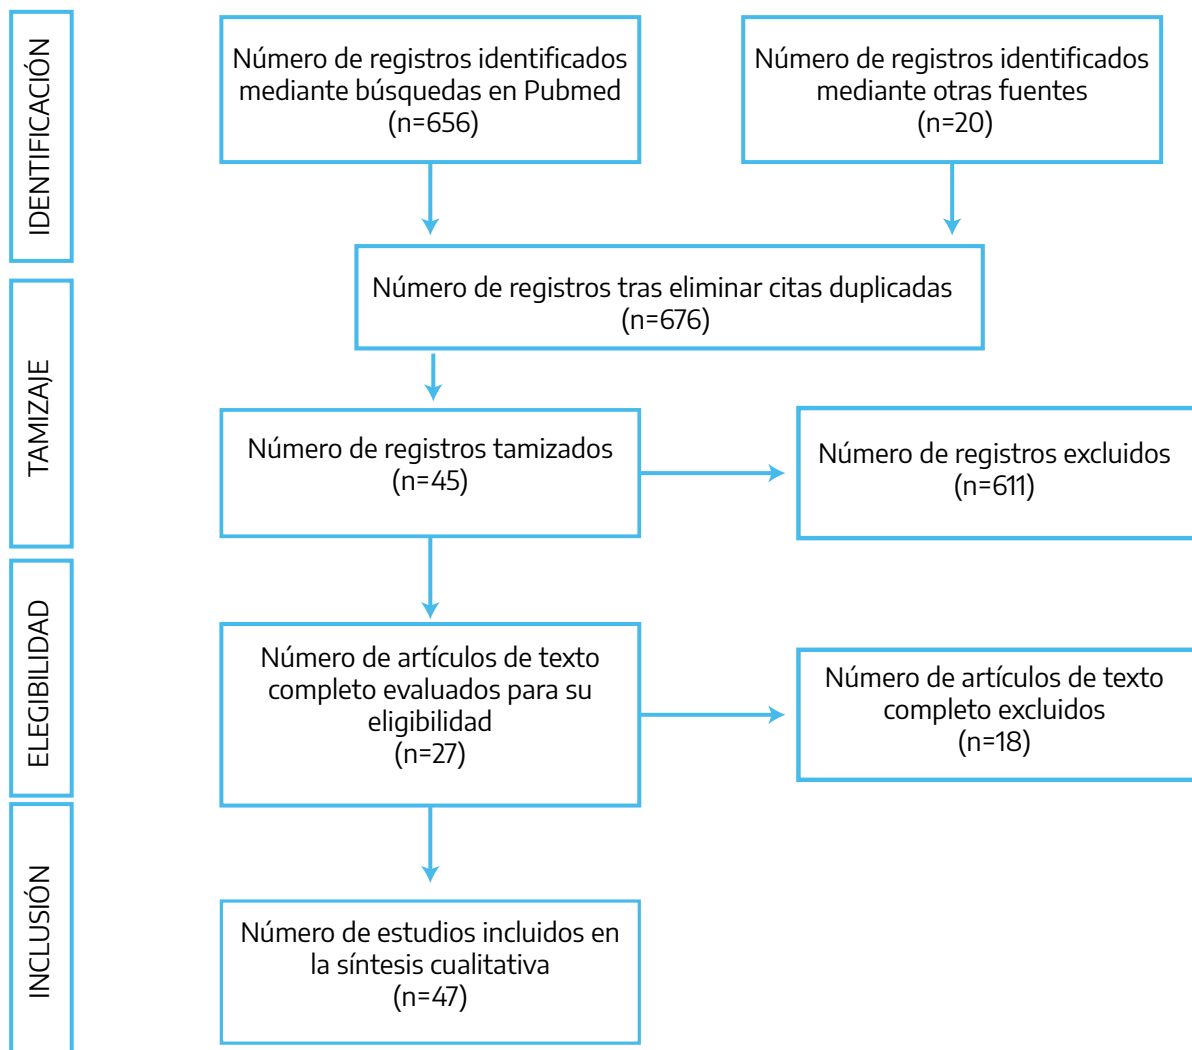 IDENTIFICACIÓN
Número de registros identificados
mediante búsquedas en Pubmed
(n=656)
Número de registros identificados
mediante otras fuentes
(n=20)
Número de registros tras eliminar citas duplicadas
(n=676)
TAMIZAJE
Número de registros tamizados
(n=45)
Número de registros excluidos
(n=611)
ELEGIBILIDAD
Número de artículos de texto
completo evaluados para su
eligibilidad
(n=27)
Número de artículos de texto
completo excluidos
(n=18)
INCLUSIÓN
Número de estudios incluidos en
la síntesis cualitativa
(n=47)